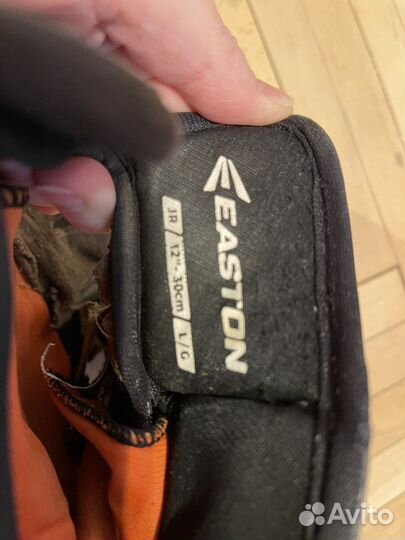 EASTON
JR 12"-30cm L/G
Avito